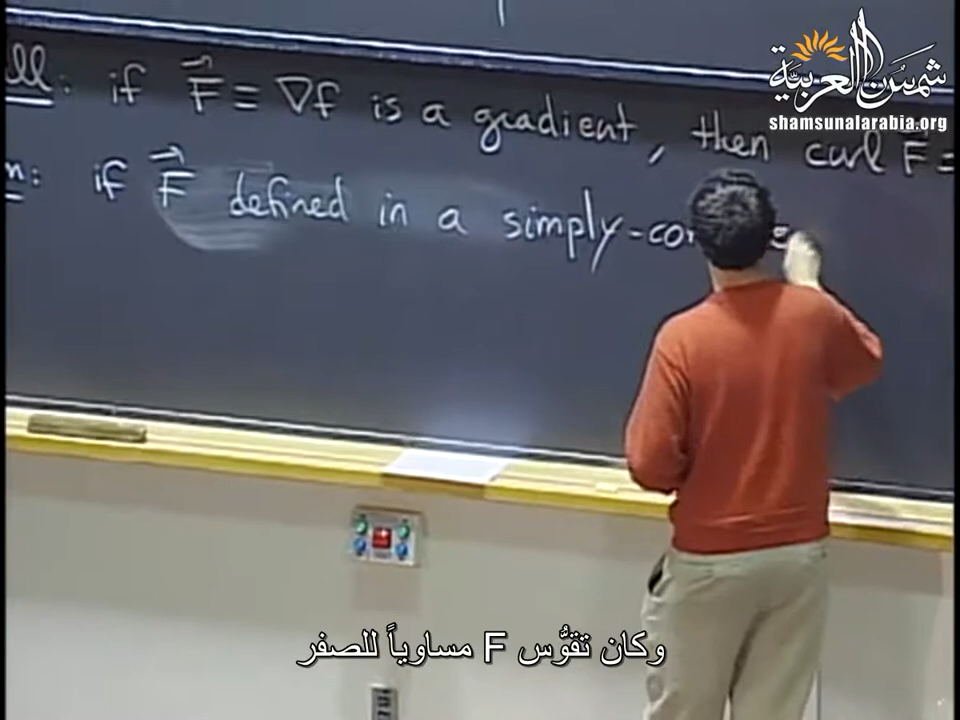 شمس العربية
shamsunalarabia.org
ll: if F⃗ ≡ ∇f is a gradient, then curl F⃗ =
m: if F⃗ defined in a simply-con
وكان تقوُّس F مساوياً للصفر